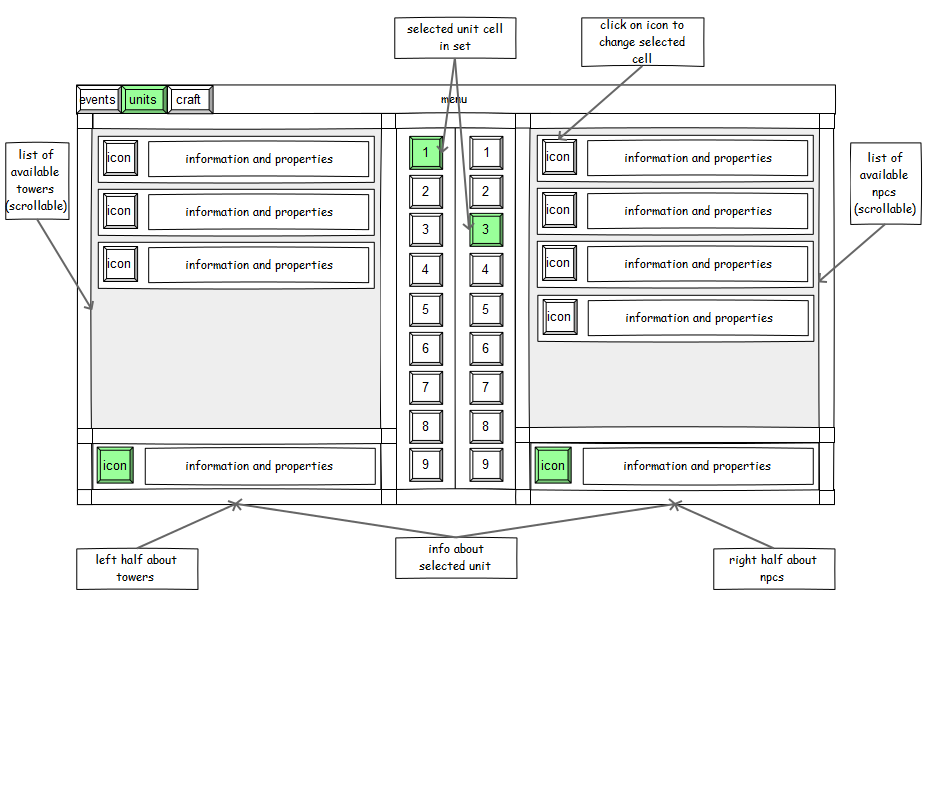 selected unit cell
in set
click on icon to
change selected
cell
events units craft
menu
list of
available
towers
(scrollable)
icon information and properties
icon information and properties
icon information and properties
1 1
2 2
3 3
4 4
5 5
6 6
7 7
8 8
9 9
icon information and properties
icon information and properties
icon information and properties
icon information and properties
list of
available
npcs
(scrollable)
icon information and properties
icon information and properties
left half about
towers
info about
selected unit
right half about
npcs